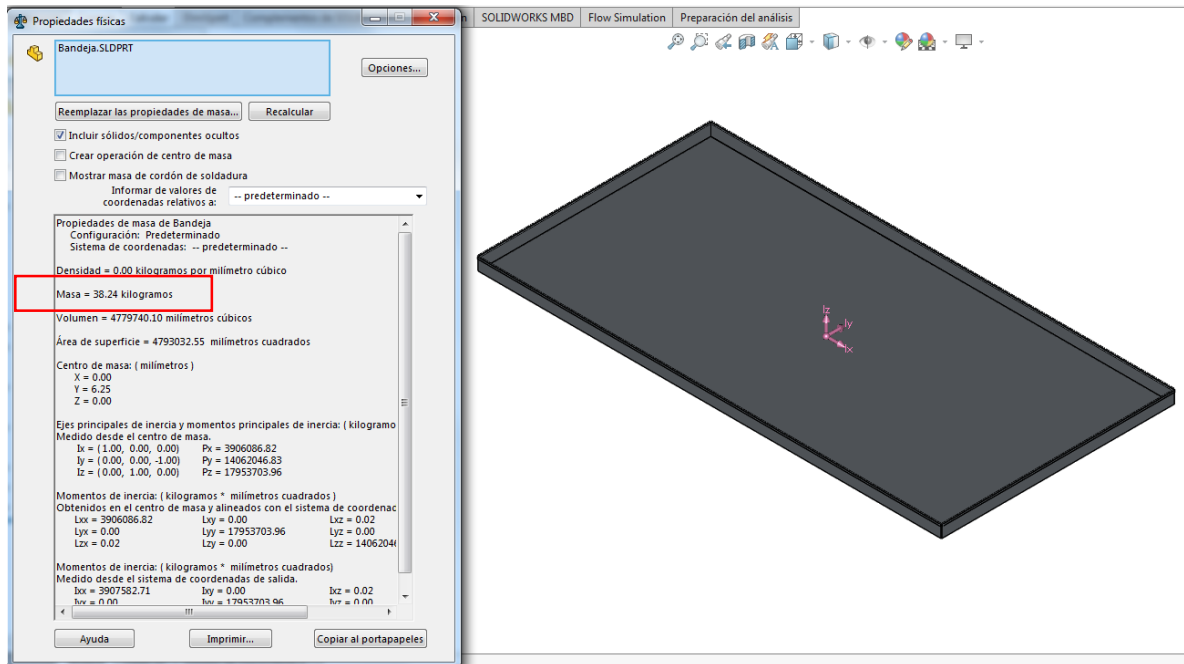 Propiedades físicas
SOLIDWORKS MBD Flow Simulation Preparación del análisis
Bandeja.SLDPRT
Opciones...
Reemplazar las propiedades de masa... Recalcular
Incluir sólidos/componentes ocultos
Crear operación de centro de masa
Mostrar masa de cordón de soldadura
Informar de valores de
coordenadas relativos a: -- predeterminado --
Propiedades de masa de Bandeja
Configuración: Predeterminado
Sistema de coordenadas: -- predeterminado --
Densidad = 0.00 kilogramos por milímetro cúbico
Masa = 38.24 kilogramos
Volumen = 4779740.10 milímetros cúbicos
Área de superficie = 4793032.55 milímetros cuadrados
Centro de masa: ( milímetros )
X = 0.00
Y = 6.25
Z = 0.00
Ejes principales de inercia y momentos principales de inercia: ( kilogramo
Medido desde el centro de masa.
Ix = ( 1.00, 0.00, 0.00) Px = 3906086.82
Iy = ( 0.00, 0.00, -1.00) Py = 14062046.83
Iz = ( 0.00, 1.00, 0.00) Pz = 17953703.96
Momentos de inercia: ( kilogramos * milímetros cuadrados )
Obtenidos en el centro de masa y alineados con el sistema de coordenac
Lxx = 3906086.82 Lxy = 0.00 Lxz = 0.02
Lyx = 0.00 Lyy = 17953703.96 Lyz = 0.00
Lzx = 0.02 Lzy = 0.00 Lzz = 1406204
Momentos de inercia: ( kilogramos * milímetros cuadrados)
Medido desde el sistema de coordenadas de salida.
Ixx = 3907582.71 Ixy = 0.00 Ixz = 0.02
Iyx = 0.00 Iyy = 17953703.96 Iyz = 0.00
Ayuda Imprimir... Copiar al portapapeles
Iz
Iy
Ix